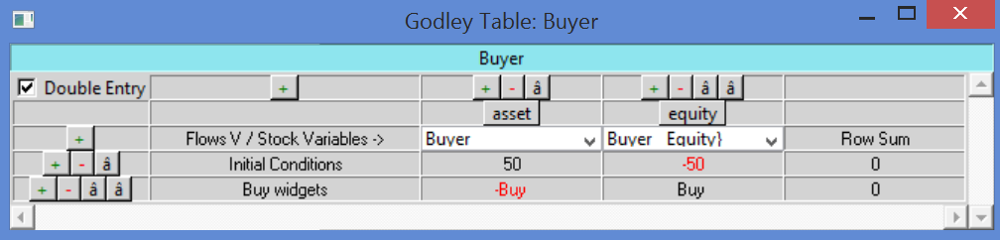 Godley Table: Buyer
Buyer
Double Entry + + - â + - â â
asset equity
+ Flows V / Stock Variables -> Buyer Buyer Equity} Row Sum
+ - â Initial Conditions 50 -50 0
+ - â â Buy widgets -Buy Buy 0